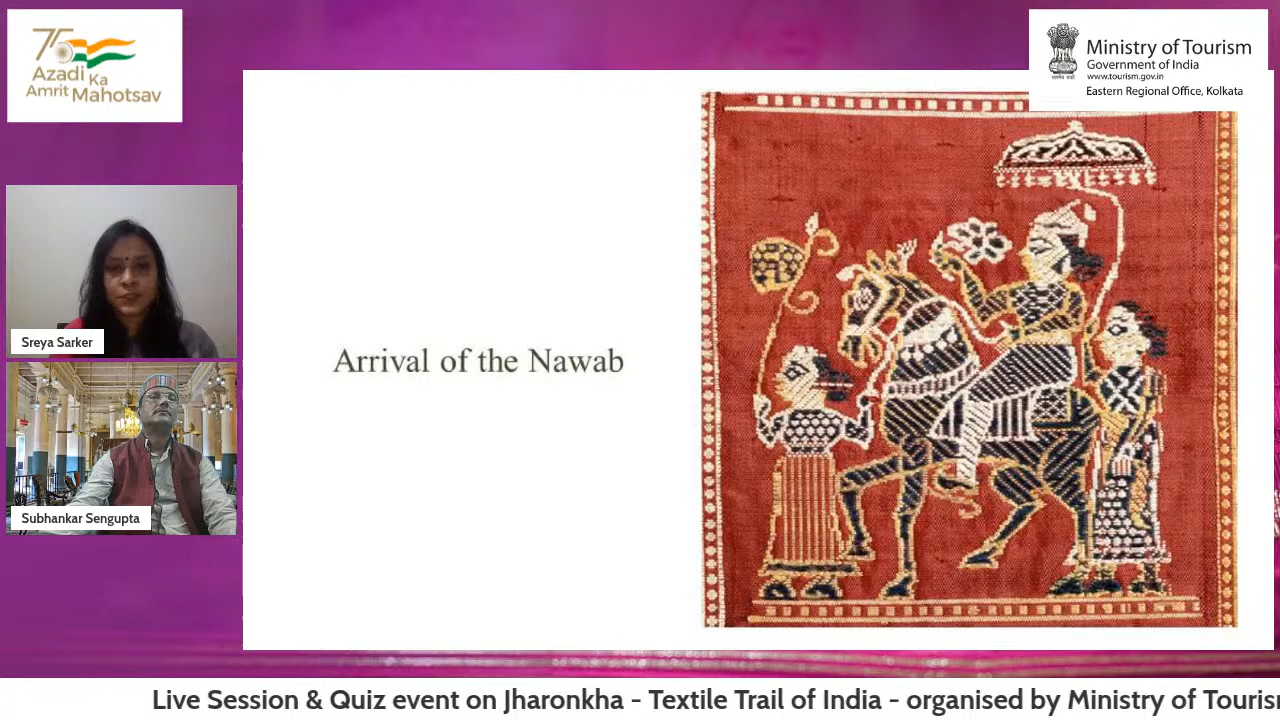 75
Azadi Ka
Amrit Mahotsav
Ministry of Tourism
Government of India
www.tourism.gov.in
Eastern Regional Office, Kolkata
Sreya Sarker
Subhankar Sengupta
Arrival of the Nawab
Live Session & Quiz event on Jharonkha - Textile Trail of India - organised by Ministry of Touris